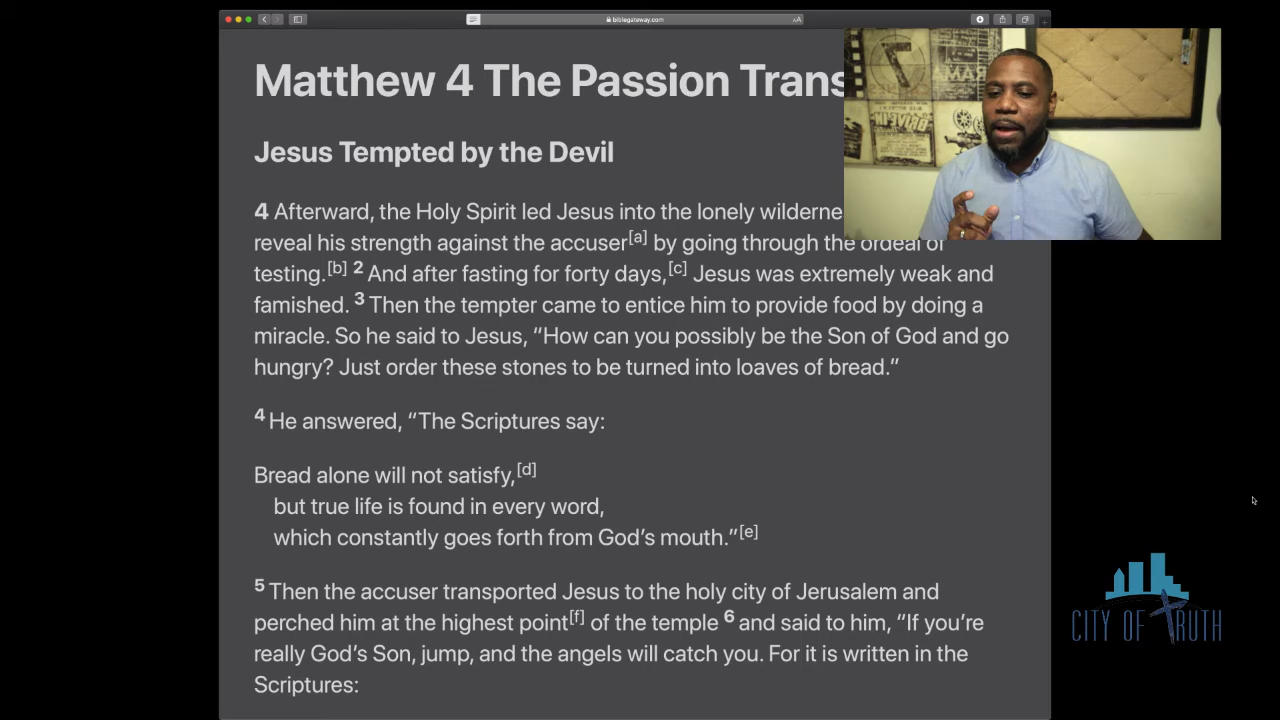 biblegateway.com
AA
Matthew 4 The Passion Trans
Jesus Tempted by the Devil
4 Afterward, the Holy Spirit led Jesus into the lonely wilderne
reveal his strength against the accuser[a] by going through the ordeal of
testing.[b] 2 And after fasting for forty days,[c] Jesus was extremely weak and
famished. 3 Then the tempter came to entice him to provide food by doing a
miracle. So he said to Jesus, “How can you possibly be the Son of God and go
hungry? Just order these stones to be turned into loaves of bread.”
4 He answered, “The Scriptures say:
Bread alone will not satisfy,[d]
but true life is found in every word,
which constantly goes forth from God’s mouth.”[e]
5 Then the accuser transported Jesus to the holy city of Jerusalem and
perched him at the highest point[f] of the temple 6 and said to him, “If you’re
really God’s Son, jump, and the angels will catch you. For it is written in the
Scriptures:
CITY OF TRUTH